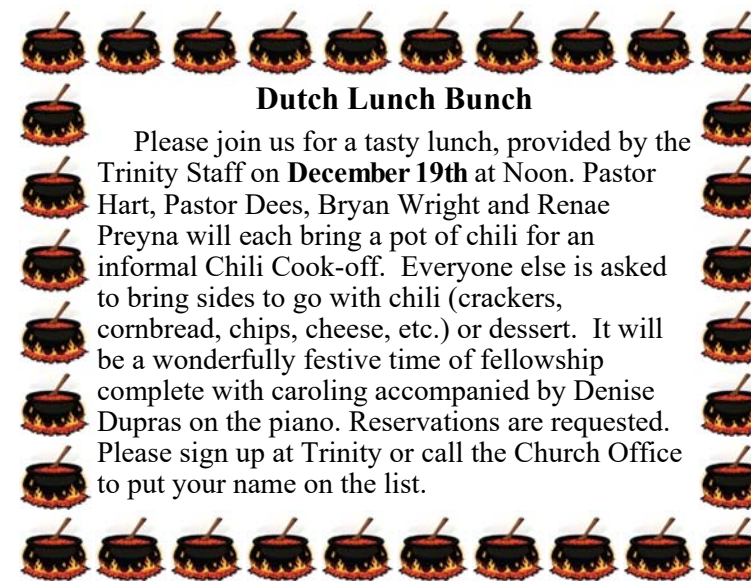 Dutch Lunch Bunch
Please join us for a tasty lunch, provided by the
Trinity Staff on December 19th at Noon. Pastor
Hart, Pastor Dees, Bryan Wright and Renae
Preyna will each bring a pot of chili for an
informal Chili Cook-off.  Everyone else is asked
to bring sides to go with chili (crackers,
cornbread, chips, cheese, etc.) or dessert.  It will
be a wonderfully festive time of fellowship
complete with caroling accompanied by Denise
Dupras on the piano. Reservations are requested.
Please sign up at Trinity or call the Church Office
to put your name on the list.